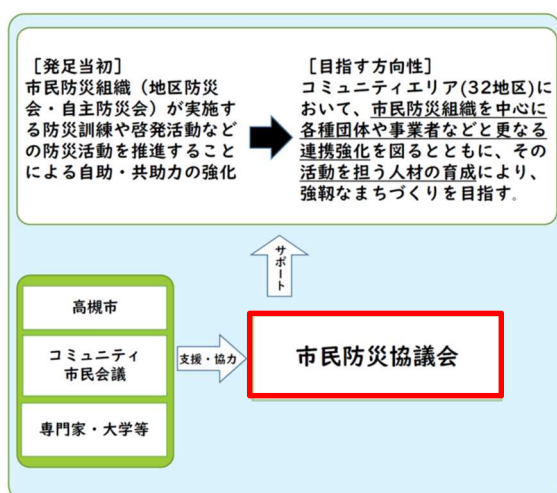 ［発足当初］
市民防災組織（地区防災
会・自主防災会）が実施す
る防災訓練や啓発活動など
の防災活動を推進すること
による自助・共助力の強化
［目指す方向性］
コミュニティエリア(32地区)に
おいて、市民防災組織を中心に
各種団体や事業者などと更なる
連携強化を図るとともに、その
活動を担う人材の育成により、
強靱なまちづくりを目指す。
サポート
高槻市
コミュニティ
市民会議
専門家・大学等
支援・協力
市民防災協議会